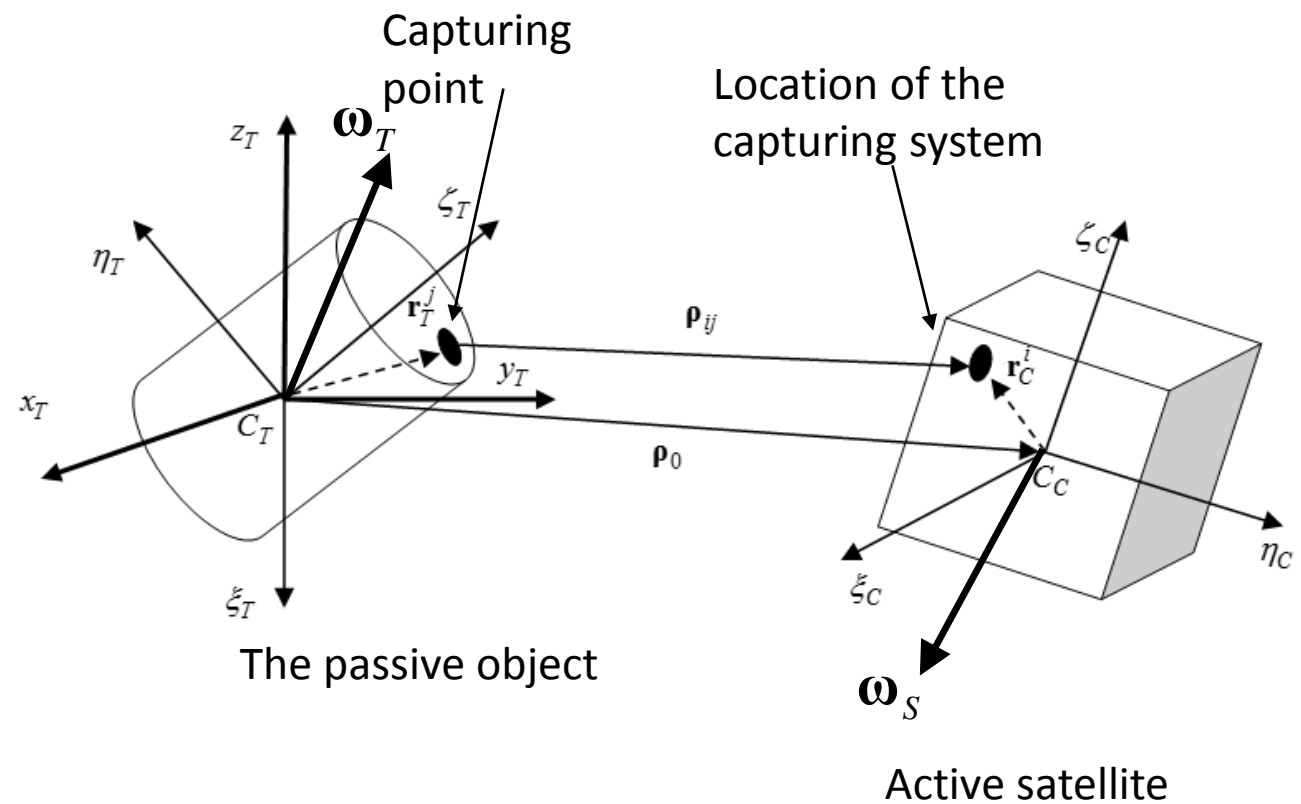 Capturing
point
Location of the
capturing system
ω_T
z_T
ζ_T
η_T
r_T^j
ρ_ij
ζ_C
r_C^i
x_T
y_T
C_T
ρ_0
C_C
η_C
ξ_C
ξ_T
The passive object
ω_S
Active satellite